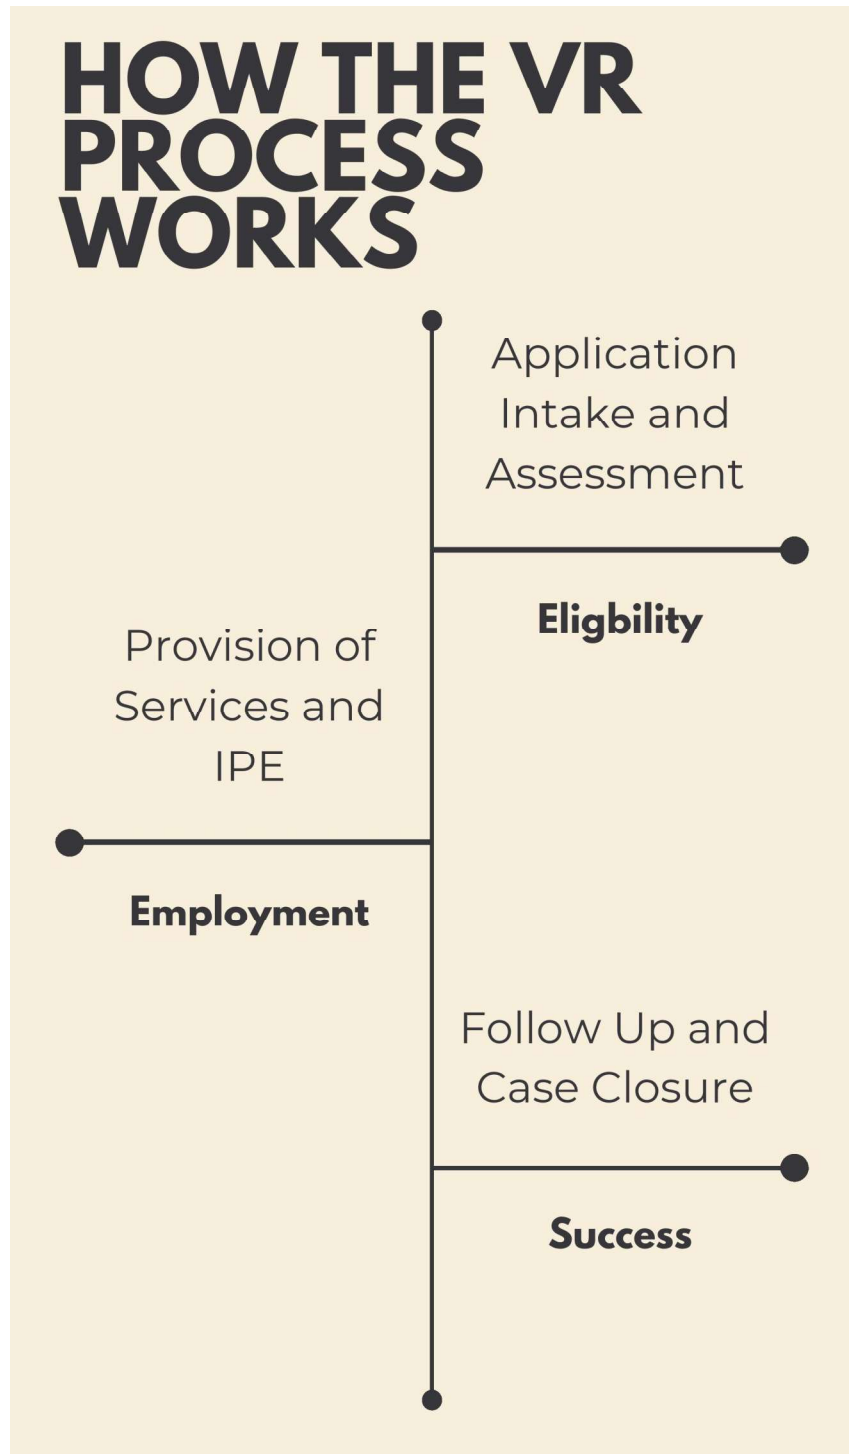 HOW THE VR
PROCESS
WORKS
Application
Intake and
Assessment
Eligbility
Provision of
Services and
IPE
Employment
Follow Up and
Case Closure
Success